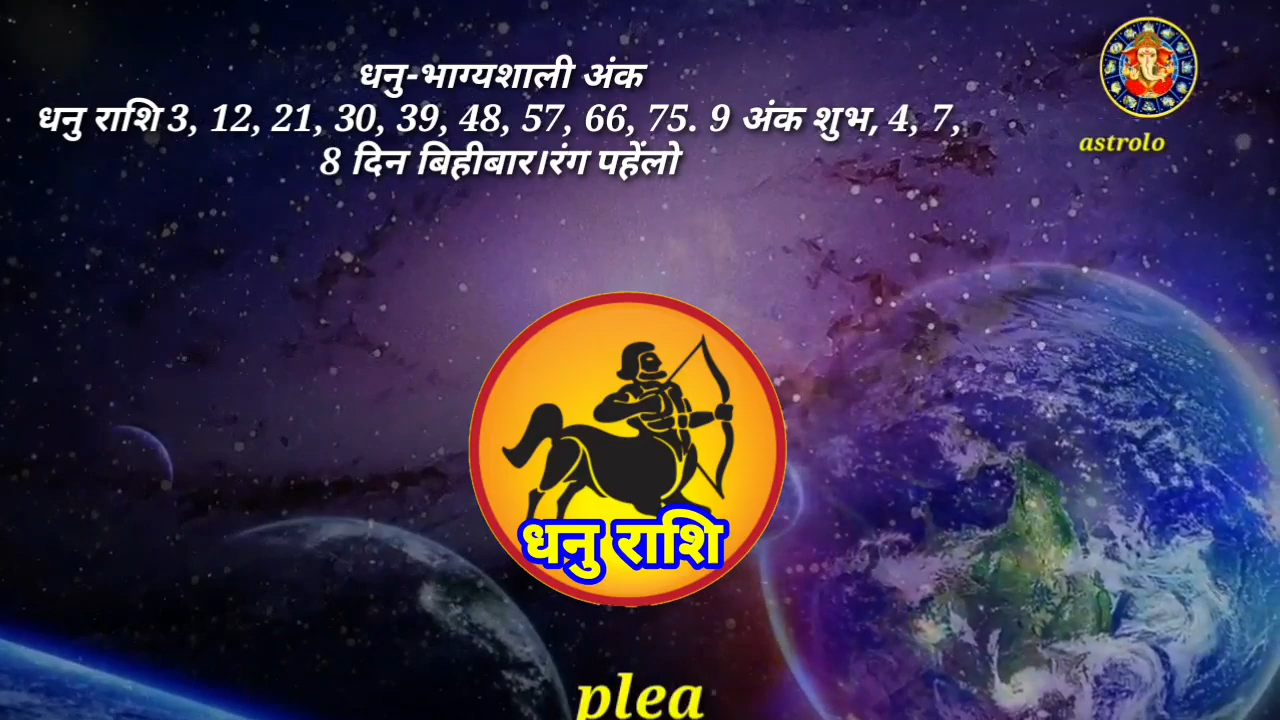 धनु-भाग्यशाली अंक
धनु राशि 3, 12, 21, 30, 39, 48, 57, 66, 75. 9 अंक शुभ, 4, 7,
8 दिन बिहीबार।रंग पहेंलो
astrolo
धनु राशि
plea